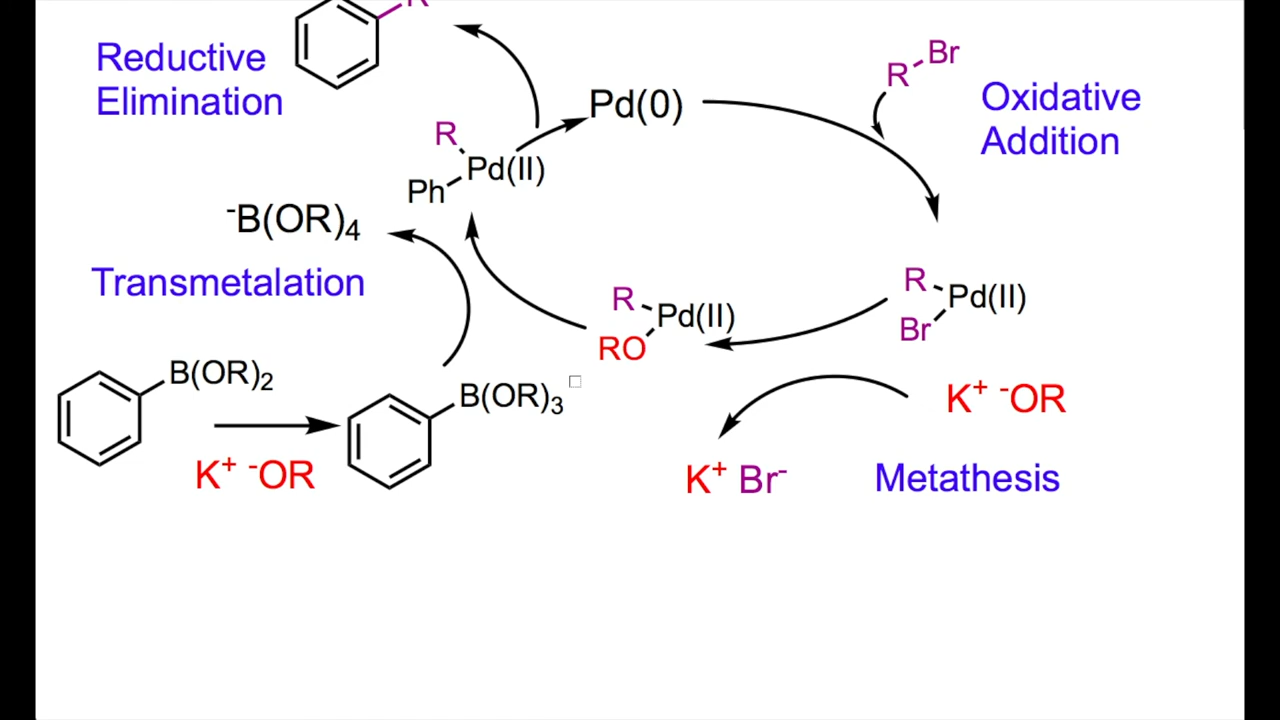 R
Reductive
Elimination
R
Br
Oxidative
Addition
Pd(0)
R
Pd(II)
Ph
⁻B(OR)₄
Transmetalation
R
Pd(II)
RO
R
Pd(II)
Br
B(OR)₂
B(OR)₃
K⁺ ⁻OR
K⁺ ⁻OR
K⁺ Br⁻
Metathesis